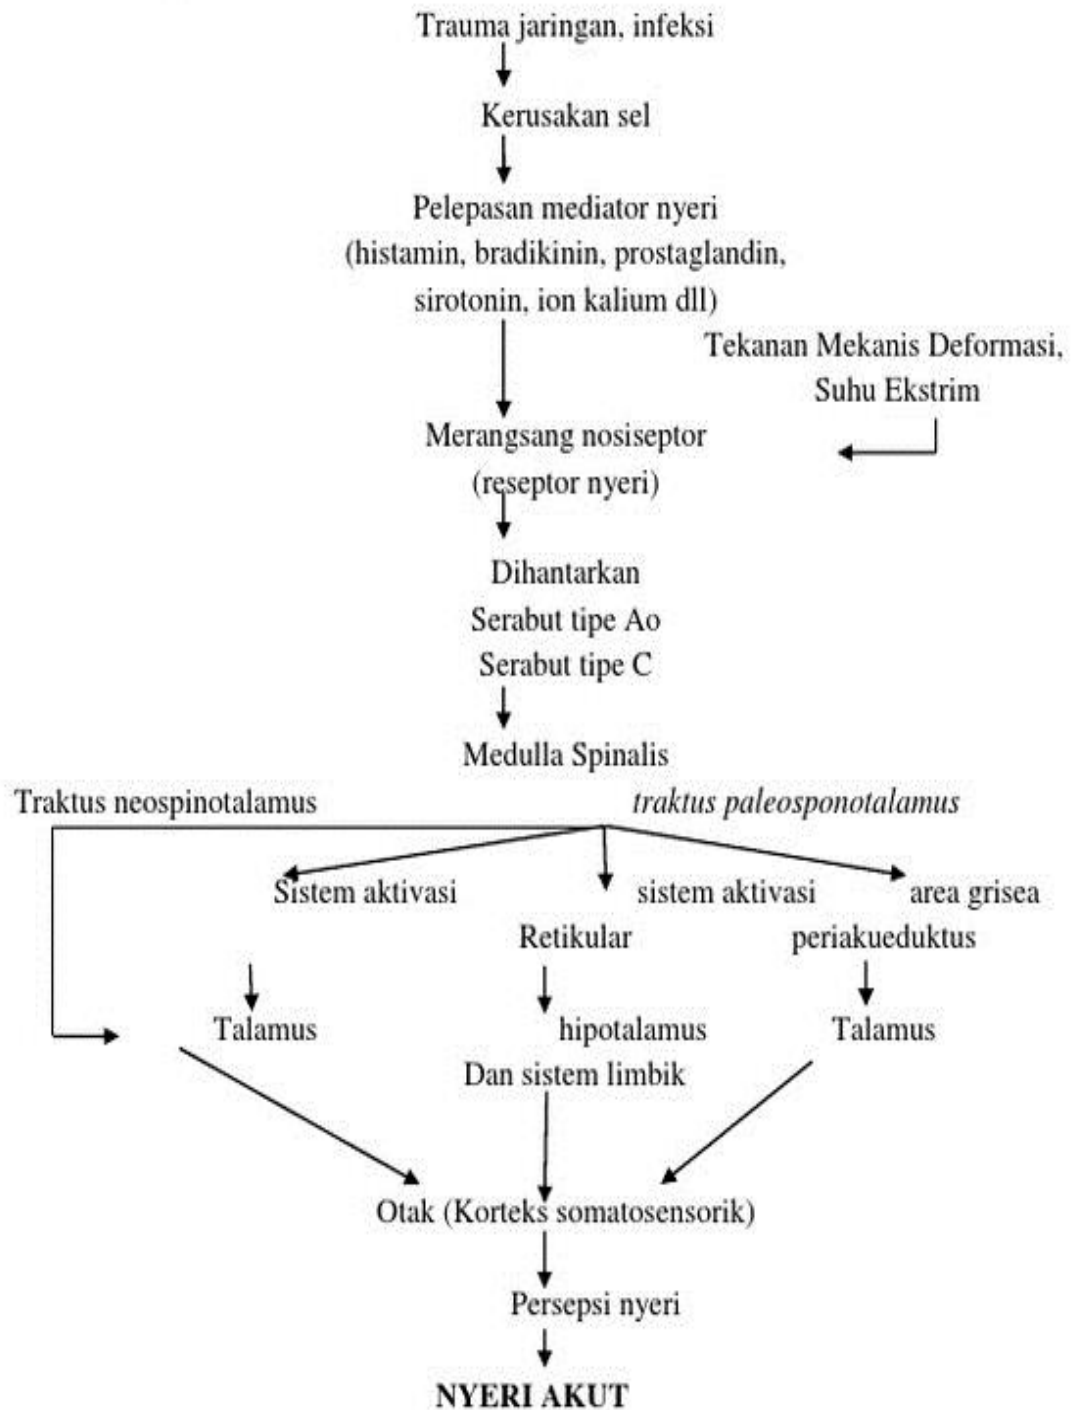 Trauma jaringan, infeksi
Kerusakan sel
Pelepasan mediator nyeri
(histamin, bradikinin, prostaglandin,
sirotonin, ion kalium dll)
Tekanan Mekanis Deformasi,
Suhu Ekstrim
Merangsang nosiseptor
(reseptor nyeri)
Dihantarkan
Serabut tipe Ao
Serabut tipe C
Medulla Spinalis
Traktus neospinotalamus traktus paleosponotalamus
Sistem aktivasi sistem aktivasi area grisea
Retikular periakueduktus
Talamus hipotalamus Talamus
Dan sistem limbik
Otak (Korteks somatosensorik)
Persepsi nyeri
NYERI AKUT